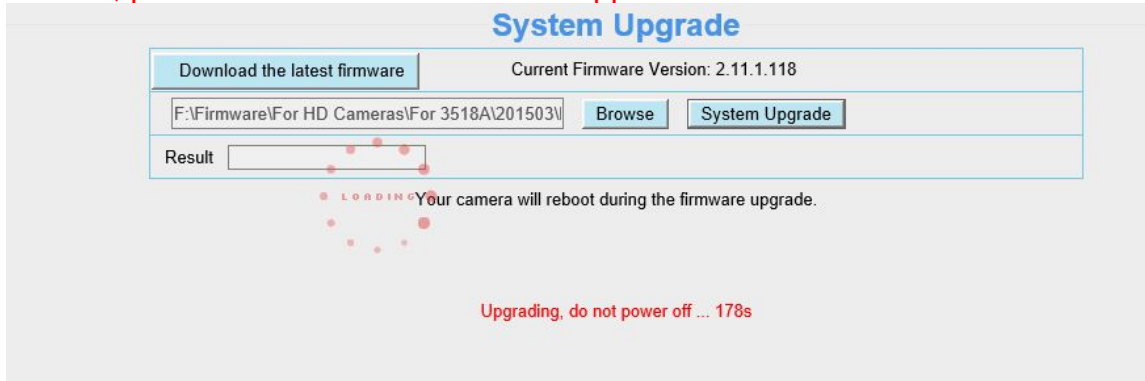 System Upgrade
Download the latest firmware Current Firmware Version: 2.11.1.118
F:\Firmware\For HD Cameras\For 3518A\201503\ Browse System Upgrade
Result
LOADING Your camera will reboot during the firmware upgrade.
Upgrading, do not power off ... 178s